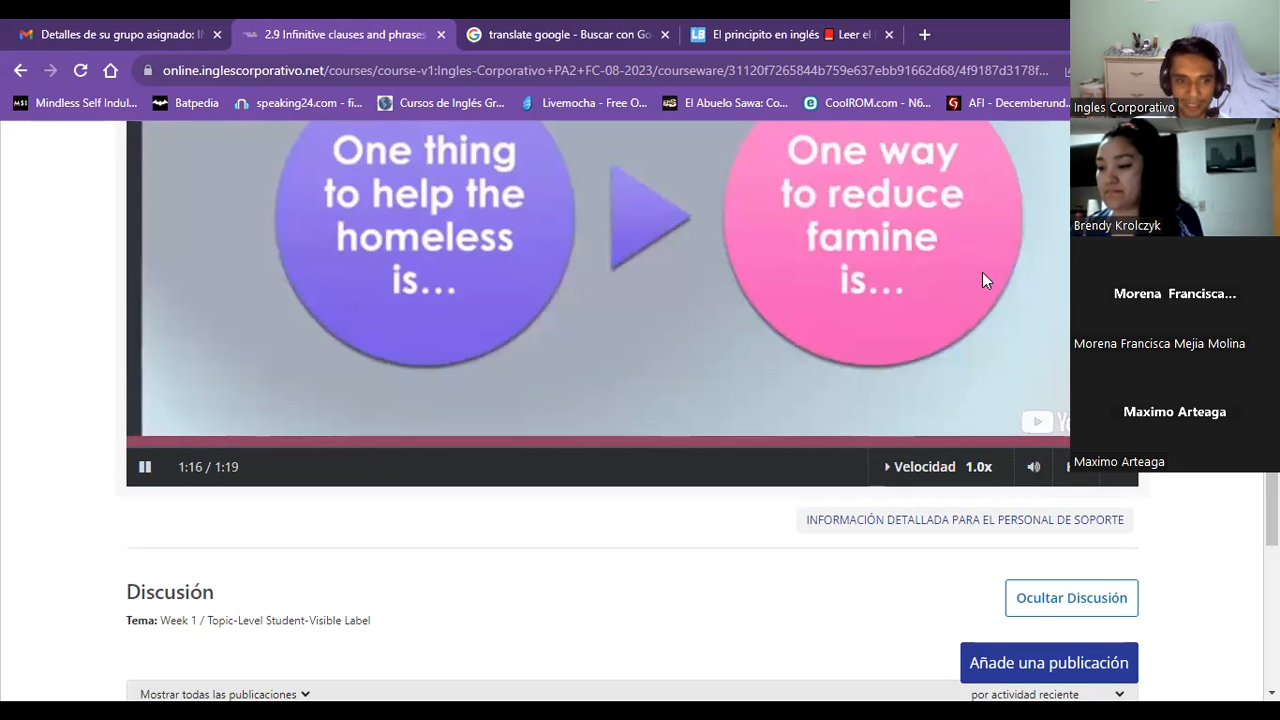 Detalles de su grupo asignado: I
2.9 Infinitive clauses and phrases
translate google - Buscar con Go
El principito en inglés 📕 Leer el
online.inglescorporativo.net/courses/course-v1:Ingles-Corporativo+PA2+FC-08-2023/courseware/31120f7265844b759e637ebb91662d68/4f9187d3178f...
Mindless Self Indul...
Batpedia
speaking24.com - fi...
Cursos de Inglés Gr...
Livemocha - Free O...
El Abuelo Sawa: Co...
CoolROM.com - N6...
AFI - Decemberund...
One thing
to help the
homeless
is...
One way
to reduce
famine
is...
1:16 / 1:19
Velocidad 1.0x
INFORMACIÓN DETALLADA PARA EL PERSONAL DE SOPORTE
Discusión
Ocultar Discusión
Tema: Week 1 / Topic-Level Student-Visible Label
Añade una publicación
Mostrar todas las publicaciones
por actividad reciente
Ingles Corporativo
Brendy Krolczyk
Morena Francisca...
Morena Francisca Mejia Molina
Maximo Arteaga
Maximo Arteaga